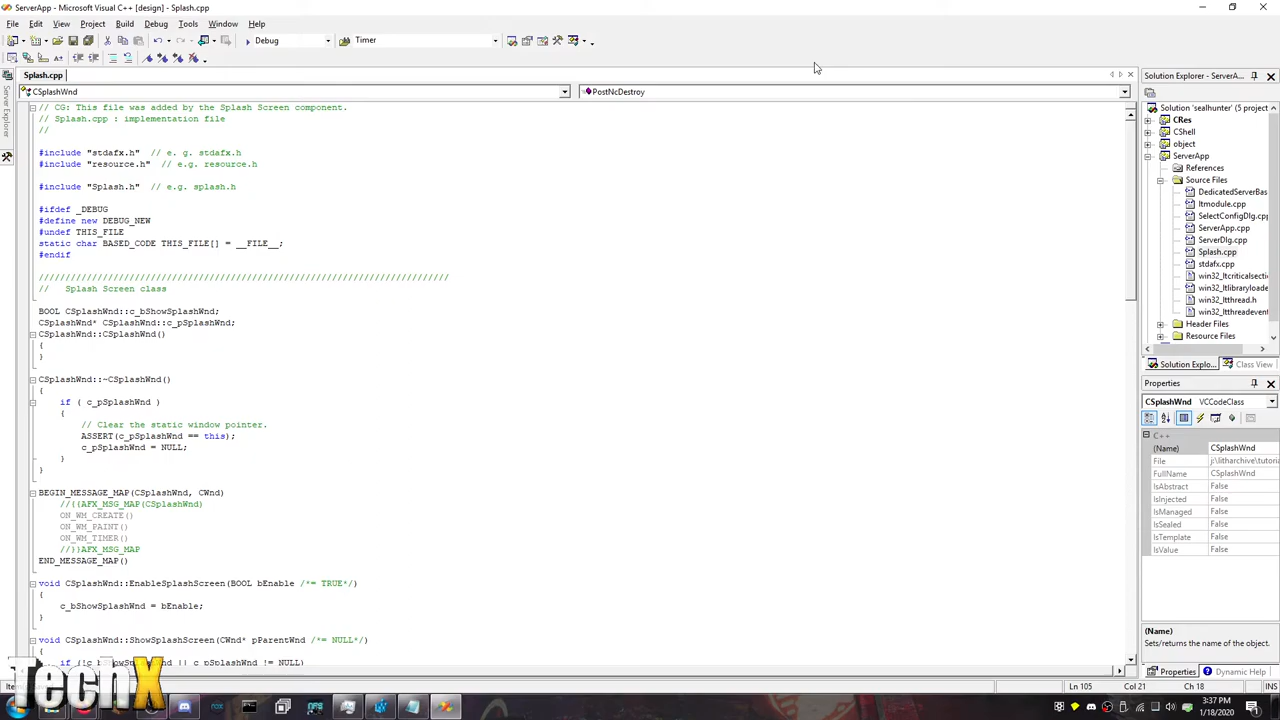 ServerApp - Microsoft Visual C++ [design] - Splash.cpp
File Edit View Project Build Debug Tools Window Help
Debug Timer
Splash.cpp
CSplashWnd PostNcDestroy
// CG: This file was added by the Splash Screen component.
// Splash.cpp : implementation file
//
#include "stdafx.h" // e. g. stdafx.h
#include "resource.h" // e.g. resource.h
#include "Splash.h" // e.g. splash.h
#ifdef _DEBUG
#define new DEBUG_NEW
#undef THIS_FILE
static char BASED_CODE THIS_FILE[] = __FILE__;
#endif
/////////////////////////////////////////////////////////////////////////////
// Splash Screen class
BOOL CSplashWnd::c_bShowSplashWnd;
CSplashWnd* CSplashWnd::c_pSplashWnd;
CSplashWnd::CSplashWnd()
{
}
CSplashWnd::~CSplashWnd()
{
if ( c_pSplashWnd )
{
// Clear the static window pointer.
ASSERT(c_pSplashWnd == this);
c_pSplashWnd = NULL;
}
}
BEGIN_MESSAGE_MAP(CSplashWnd, CWnd)
//{{AFX_MSG_MAP(CSplashWnd)
ON_WM_CREATE()
ON_WM_PAINT()
ON_WM_TIMER()
//}}AFX_MSG_MAP
END_MESSAGE_MAP()
void CSplashWnd::EnableSplashScreen(BOOL bEnable /*= TRUE*/)
{
c_bShowSplashWnd = bEnable;
}
void CSplashWnd::ShowSplashScreen(CWnd* pParentWnd /*= NULL*/)
if (!c_bShowSplashWnd || c_pSplashWnd != NULL)
Server Explorer
Solution Explorer - ServerA...
Solution 'sealhunter' (5 project
CRes
CShell
object
ServerApp
References
Source Files
DedicatedServerBas
ltmodule.cpp
SelectConfigDlg.cpp
ServerApp.cpp
ServerDlg.cpp
Splash.cpp
stdafx.cpp
win32_ltcriticalsecti
win32_ltlibraryloade
win32_ltthread.h
win32_ltthreadevent
Header Files
Resource Files
Solution Explo... Class View
Properties
CSplashWnd VCCodeClass
C++
(Name) CSplashWnd
File j:\litharchive\tutoria
FullName CSplashWnd
IsAbstract False
IsInjected False
IsManaged False
IsSealed False
IsTemplate False
IsValue False
(Name)
Sets/returns the name of the object.
Properties Dynamic Help
Ln 105 Col 21 Ch 18 INS
TechX
3:37 PM
1/18/2020